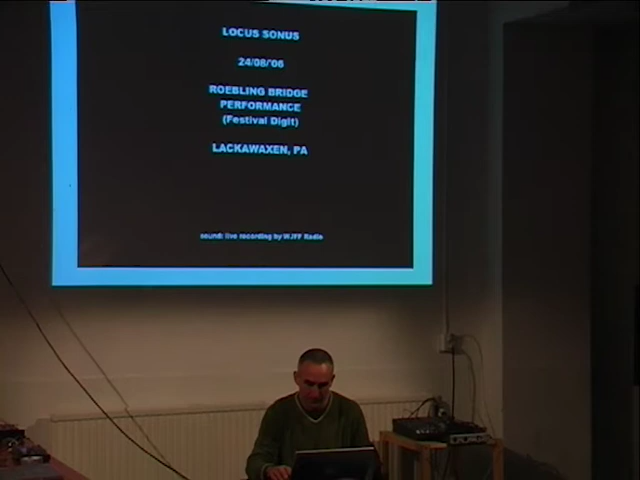 LOCUS SONUS
24/08/'06
ROEBLING BRIDGE
PERFORMANCE
(Festival Digit)
LACKAWAXEN, PA
sound: live recording by WJFF Radio